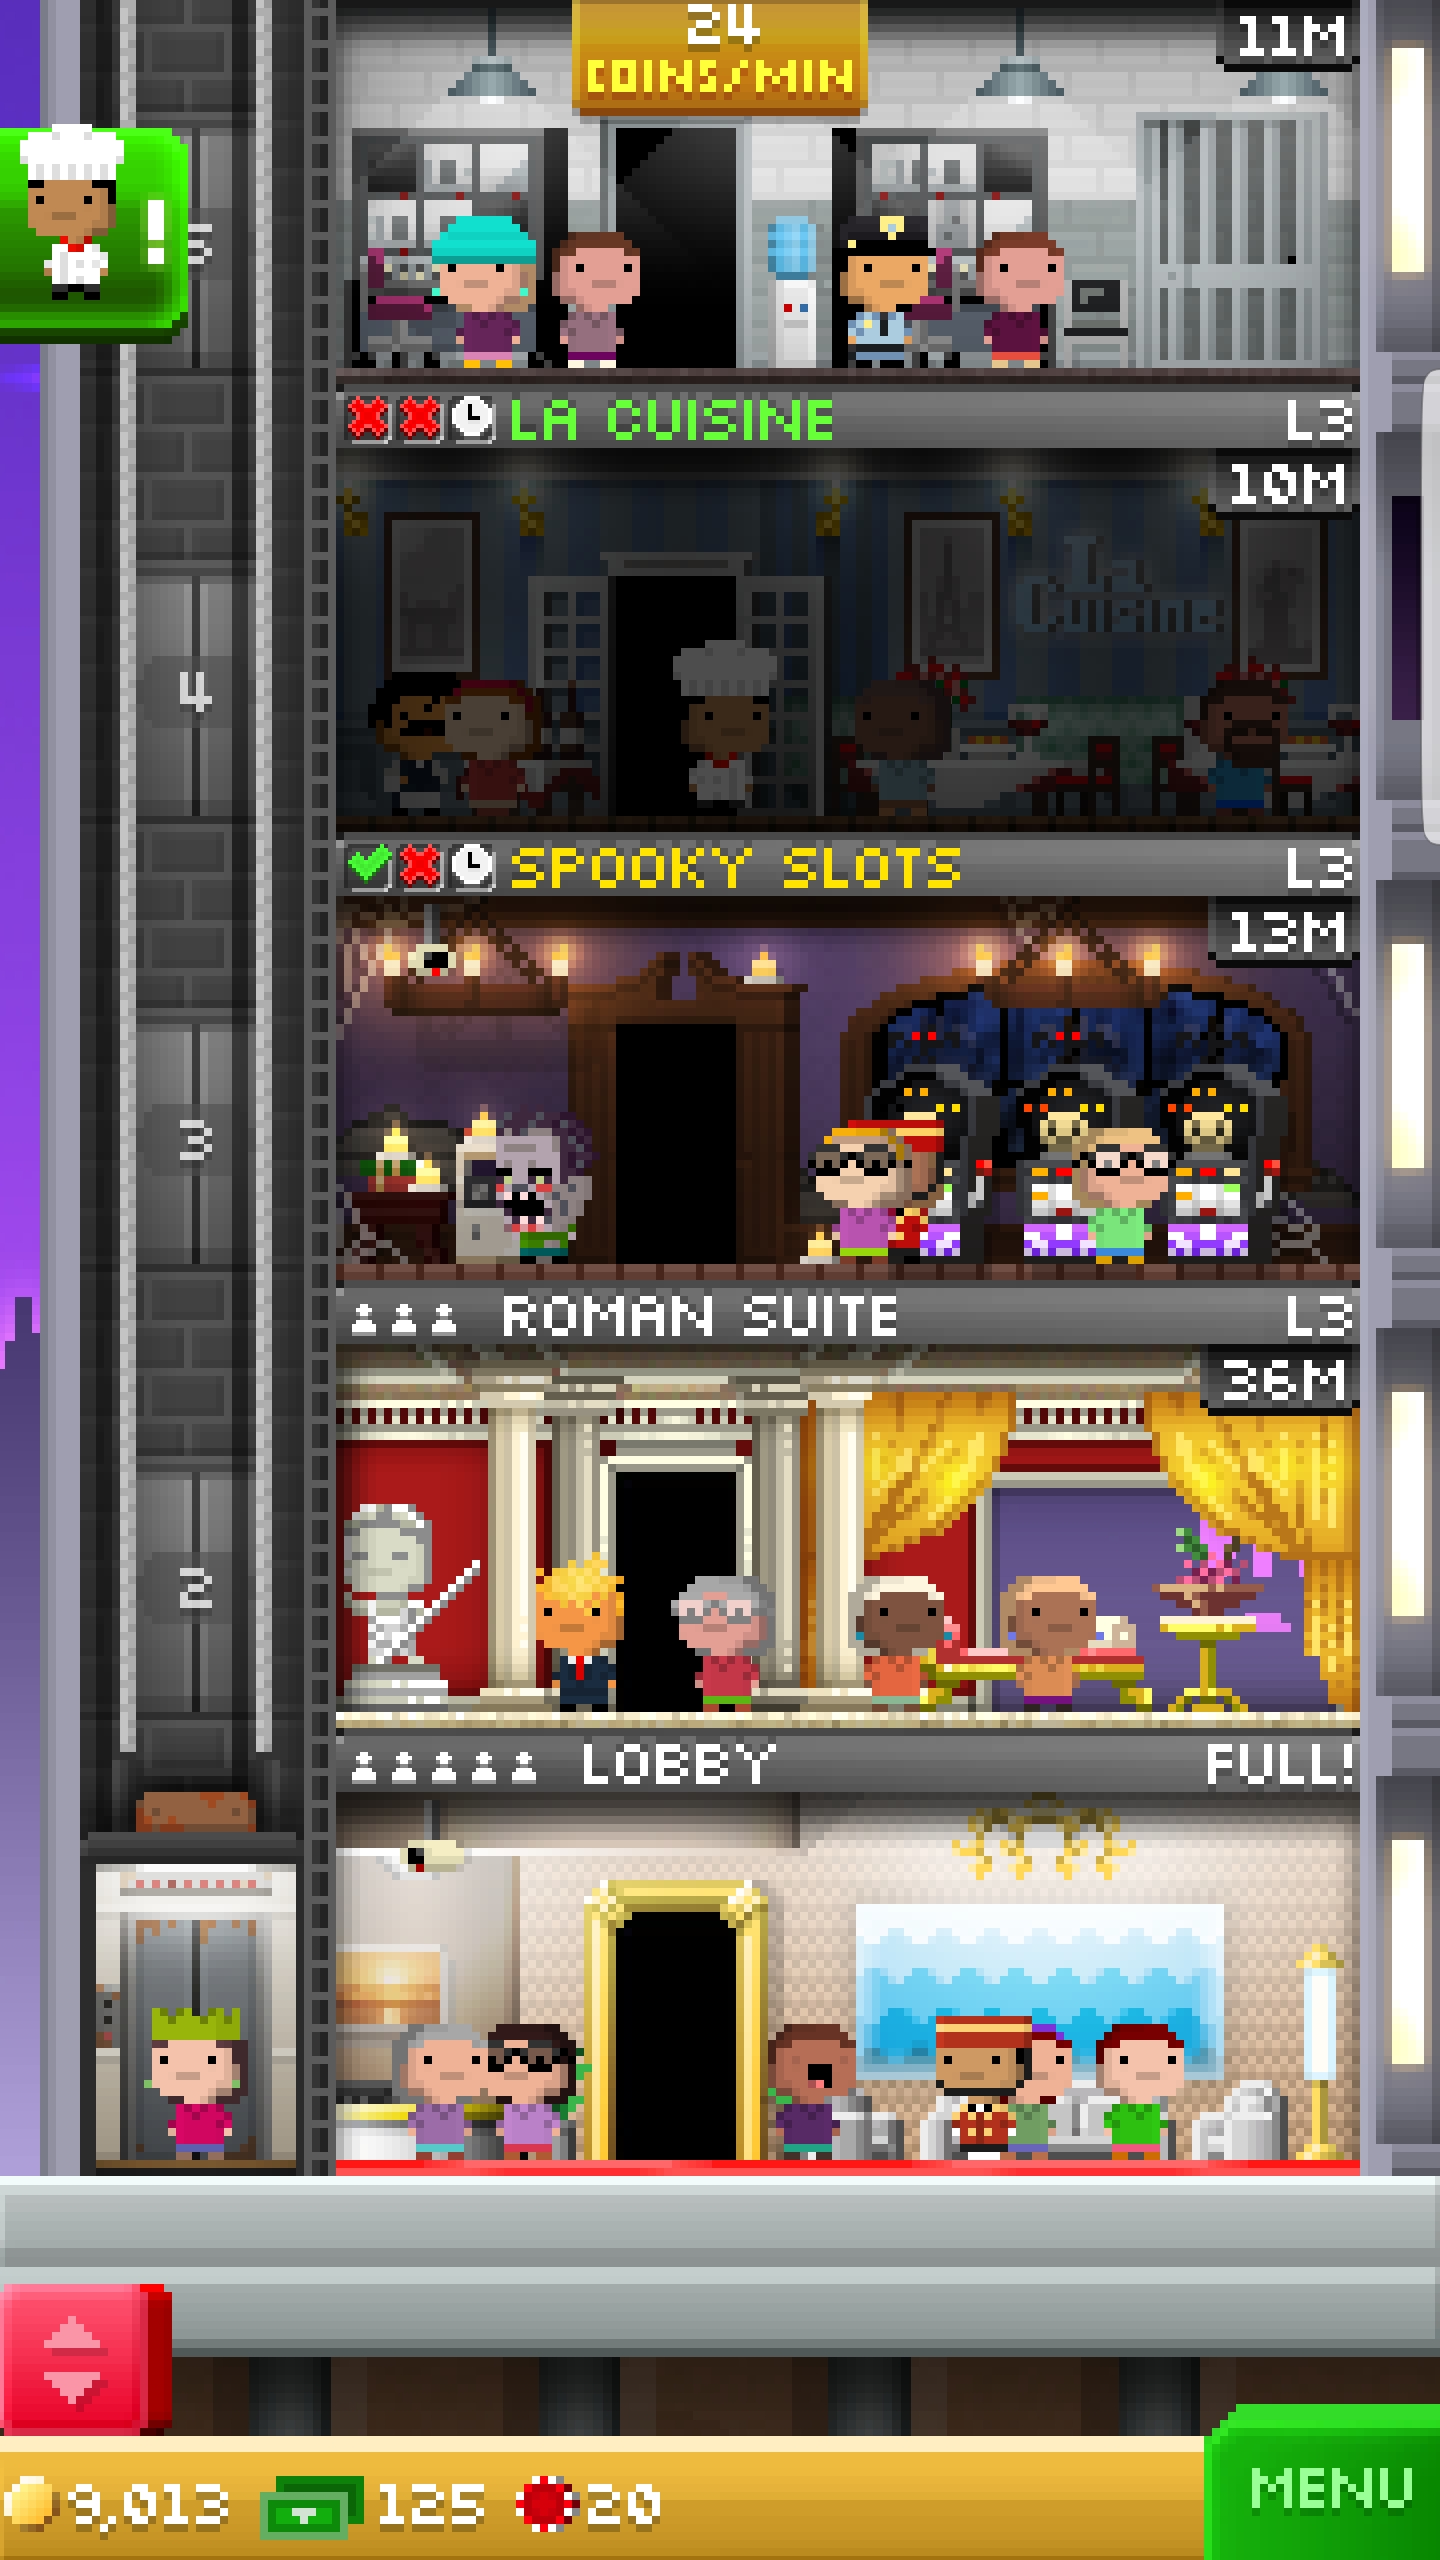 24
COINS/MIN
11M
!
5
LA CUISINE L3
10M
La
Cuisine
4
SPOOKY SLOTS L3
13M
3
ROMAN SUITE L3
36M
2
LOBBY FULL!
9,013 125 20
MENU